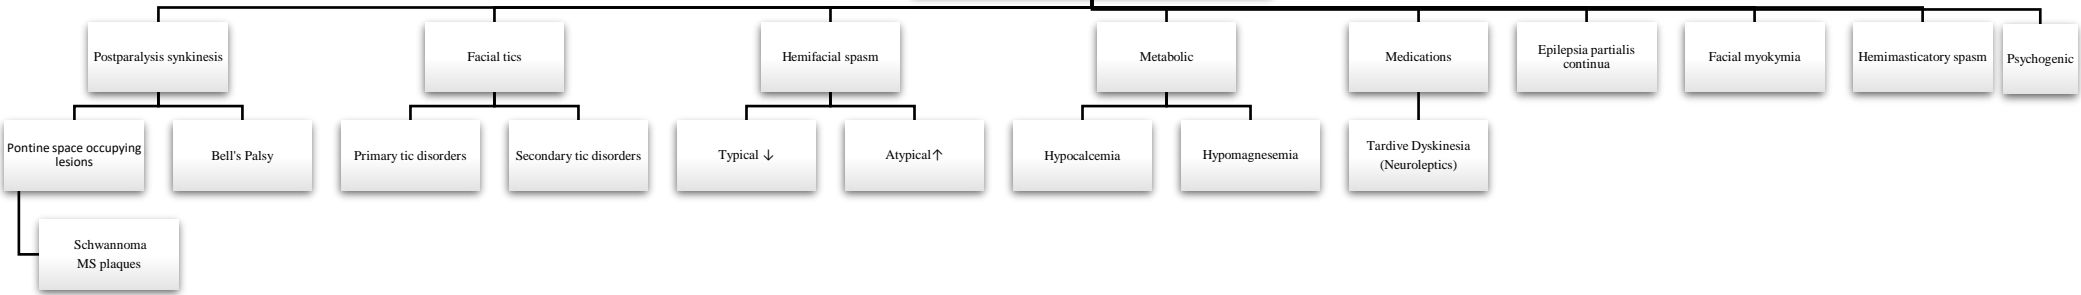 Postparalysis synkinesis
Facial tics
Hemifacial spasm
Metabolic
Medications
Epilepsia partialis
continua
Facial myokymia
Hemimasticatory spasm
Psychogenic
Pontine space occupying
lesions
Bell's Palsy
Primary tic disorders
Secondary tic disorders
Typical ↓
Atypical↑
Hypocalcemia
Hypomagnesemia
Tardive Dyskinesia
(Neuroleptics)
Schwannoma
MS plaques